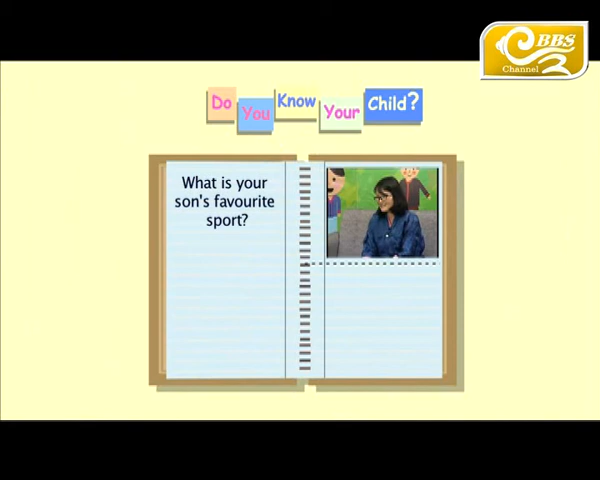 BBS
Channel 2
Do You Know Your Child?
What is your
son's favourite
sport?